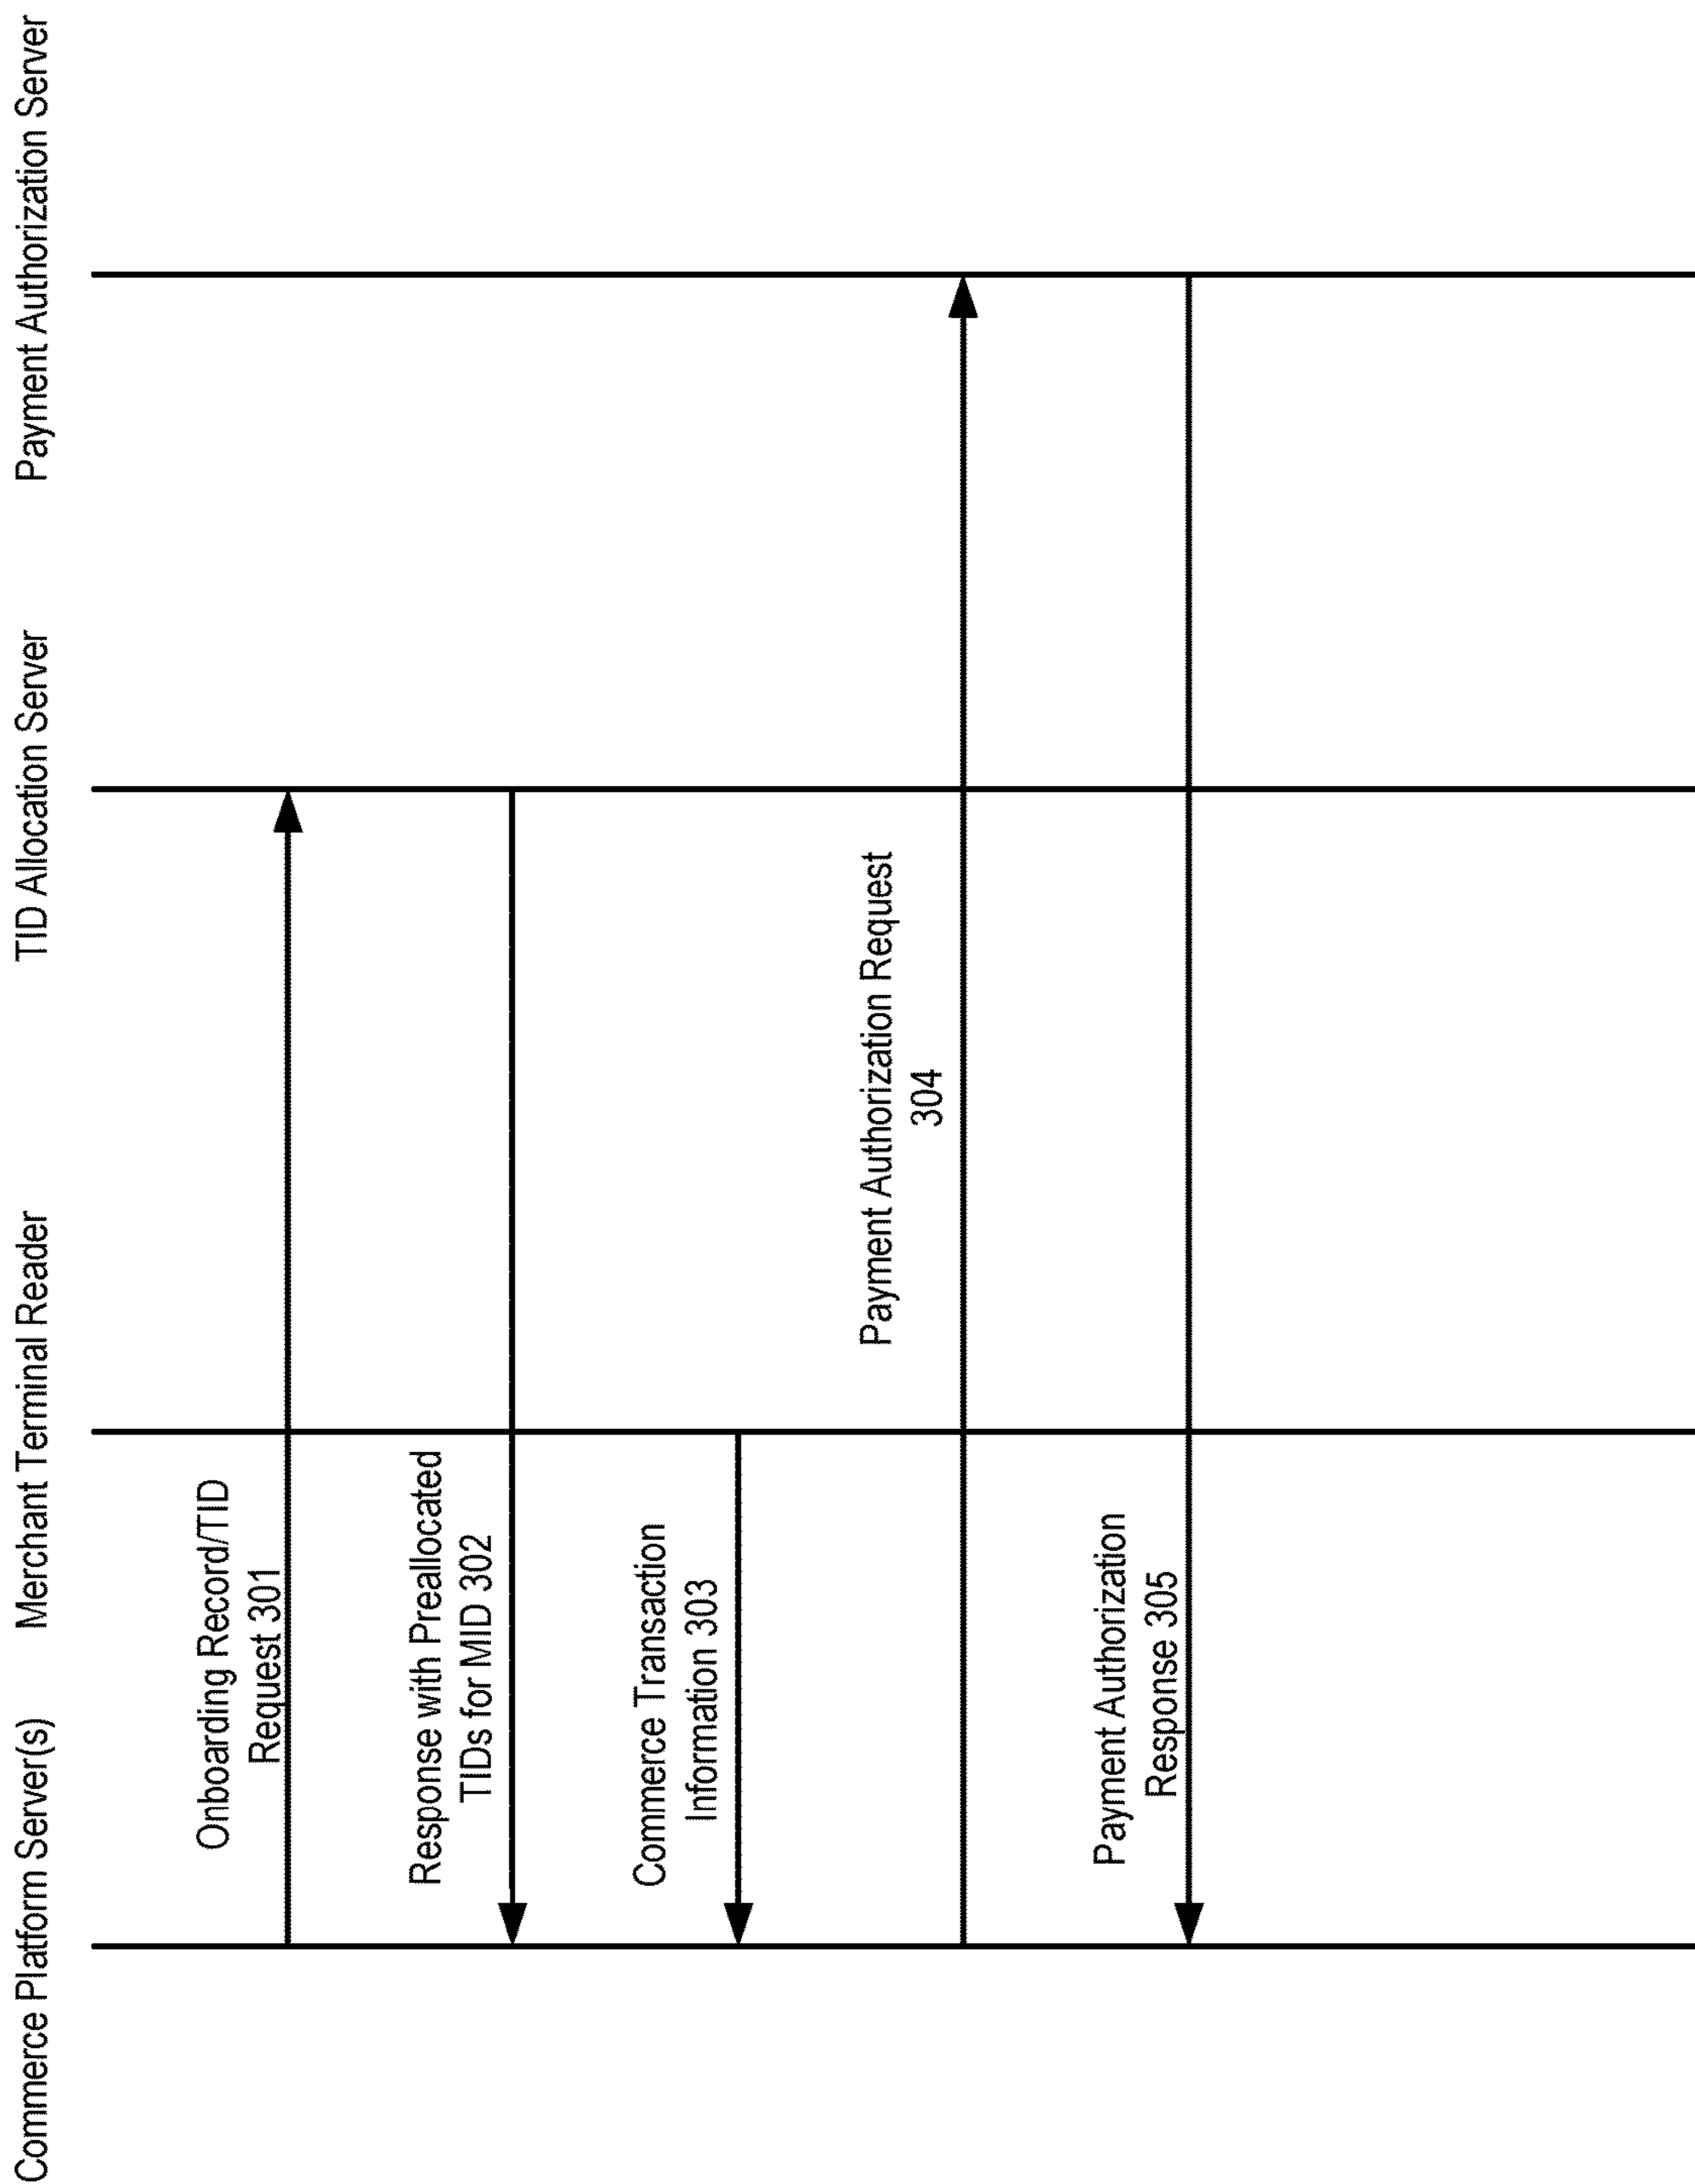 Commerce Platform Server(s)
Merchant Terminal Reader
TID Allocation Server
Payment Authorization Server
Onboarding Record/TID
Request 301
Response with Preallocated
TIDs for MID 302
Commerce Transaction
Information 303
Payment Authorization Request
304
Payment Authorization
Response 305